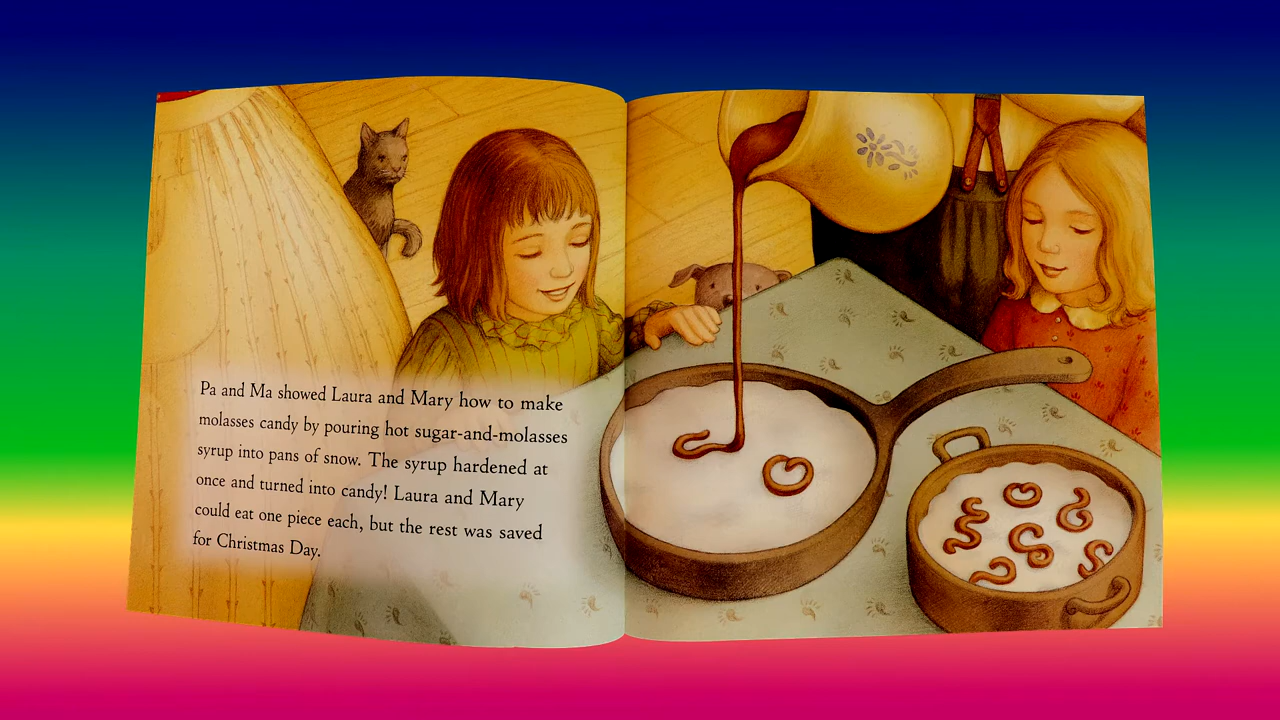 Pa and Ma showed Laura and Mary how to make
molasses candy by pouring hot sugar-and-molasses
syrup into pans of snow. The syrup hardened at
once and turned into candy! Laura and Mary
could eat one piece each, but the rest was saved
for Christmas Day.